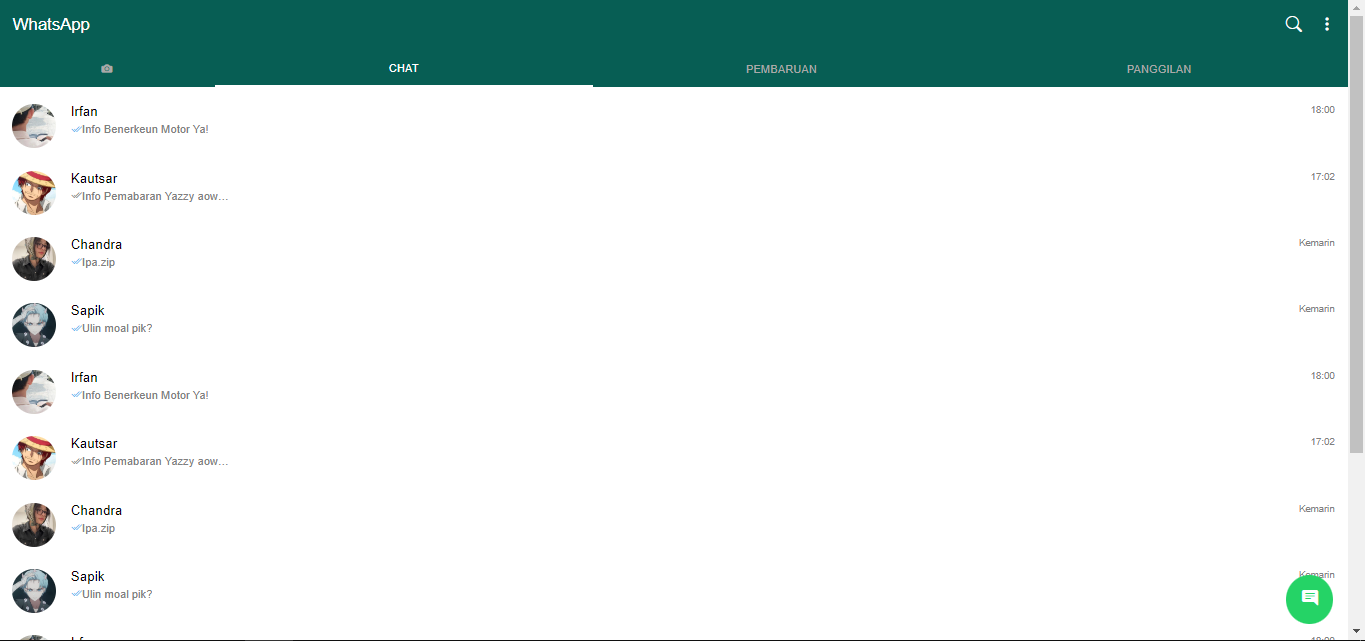 WhatsApp
CHAT
PEMBARUAN
PANGGILAN
Irfan
18:00
Info Benerkeun Motor Ya!
Kautsar
17:02
Info Pemabaran Yazzy aow…
Chandra
Kemarin
Ipa.zip
Sapik
Kemarin
Ulin moal pik?
Irfan
18:00
Info Benerkeun Motor Ya!
Kautsar
17:02
Info Pemabaran Yazzy aow…
Chandra
Kemarin
Ipa.zip
Sapik
Kemarin
Ulin moal pik?